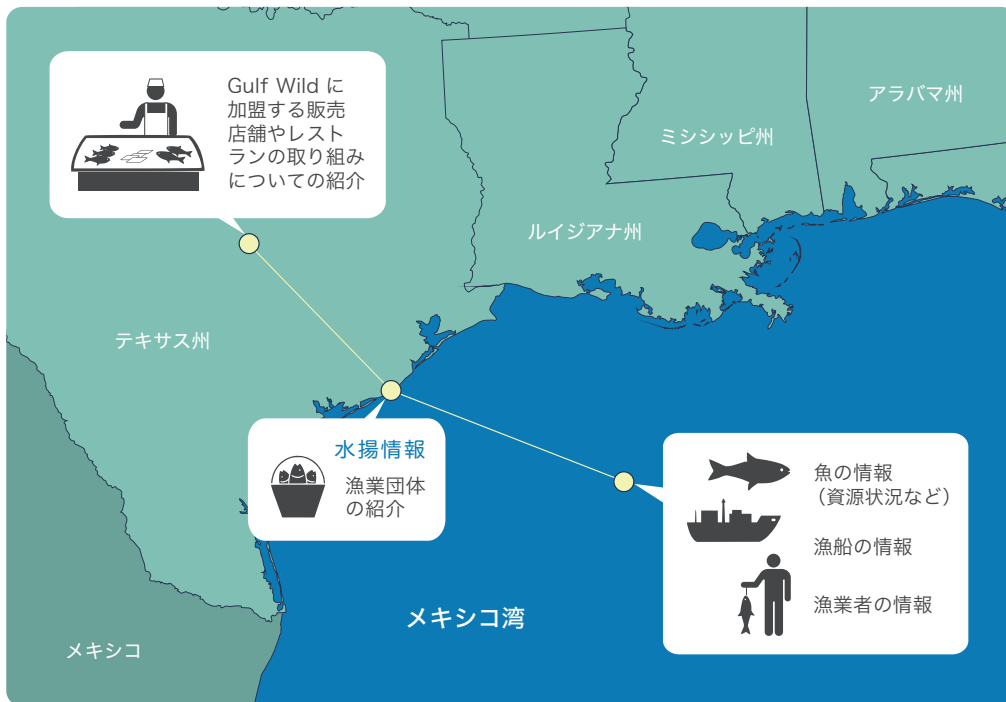 Gulf Wild に
加盟する販売
店舗やレスト
ランの取り組み
についての紹介
アラバマ州
ミシシッピ州
ルイジアナ州
テキサス州
水揚情報
漁業団体
の紹介
魚の情報
（資源状況など）
漁船の情報
漁業者の情報
メキシコ湾
メキシコ